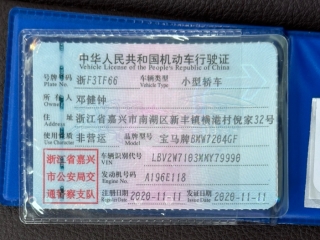 中华人民共和国机动车行驶证
Vehicle License of the People's Republic of China
号牌号码 浙F3TF66 车辆类型 小型轿车
Plate No. Vehicle Type
所有人 邓健钟
Owner
住址 浙江省嘉兴市南湖区新丰镇横港村倪家32号
Address
使用性质 非营运 品牌型号 宝马牌BMW7204GF
Use Character Model
浙江省嘉兴市公安局交通警察支队
车辆识别代号 LBV2W7103KMY79990
VIN
发动机号码 A196E118
Engine No.
注册日期 2020-11-11 发证日期 2020-11-11
Register Date Issue Date